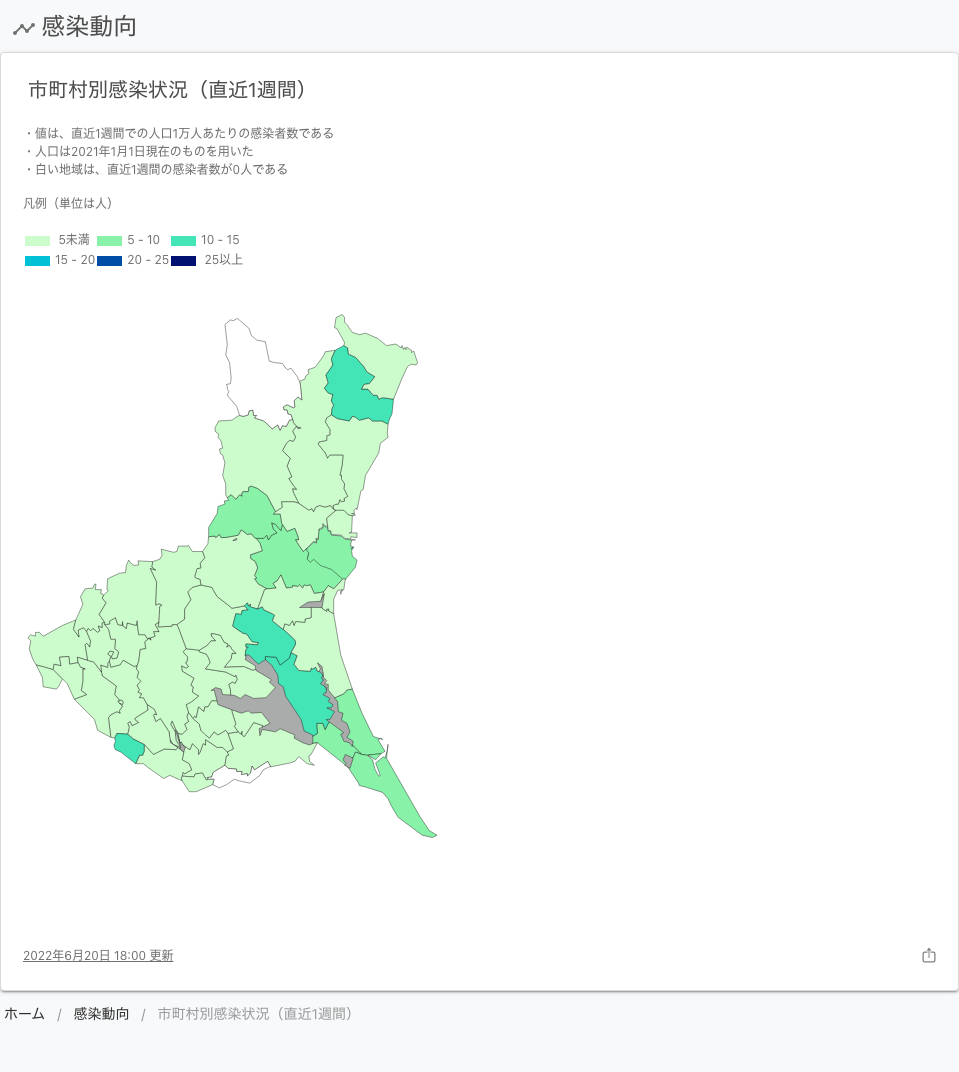 感染動向
市町村別感染状況（直近1週間）
・値は、直近1週間での人口1万人あたりの感染者数である
・人口は2021年1月1日現在のものを用いた
・白い地域は、直近1週間の感染者数が0人である
凡例（単位は人）
5未満 5 - 10 10 - 15
15 - 20 20 - 25 25以上
2022年6月20日 18:00 更新
ホーム / 感染動向 / 市町村別感染状況（直近1週間）